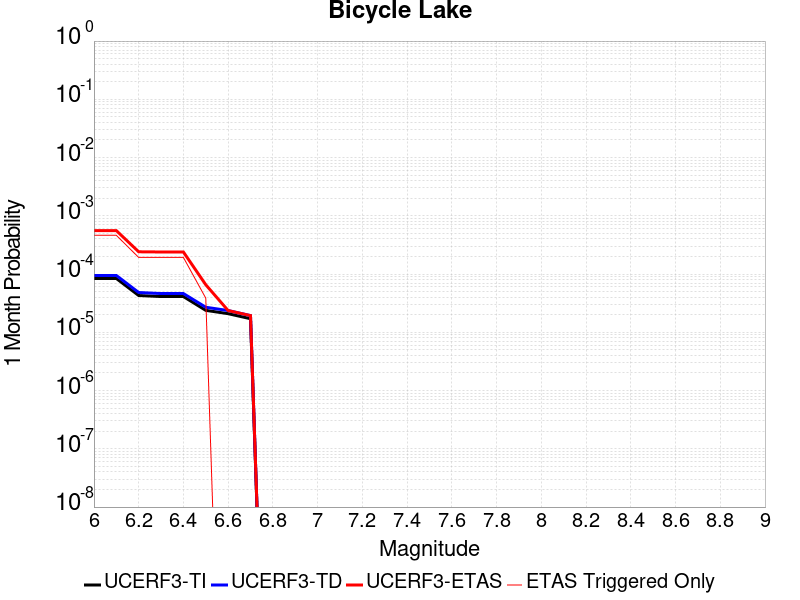 Bicycle Lake
10 0
10 -1
10 -2
10 -3
10 -4
10 -5
10 -6
10 -7
10 -8
1 Month Probability
6 6.2 6.4 6.6 6.8 7 7.2 7.4 7.6 7.8 8 8.2 8.4 8.6 8.8 9
Magnitude
UCERF3-TI UCERF3-TD UCERF3-ETAS ETAS Triggered Only